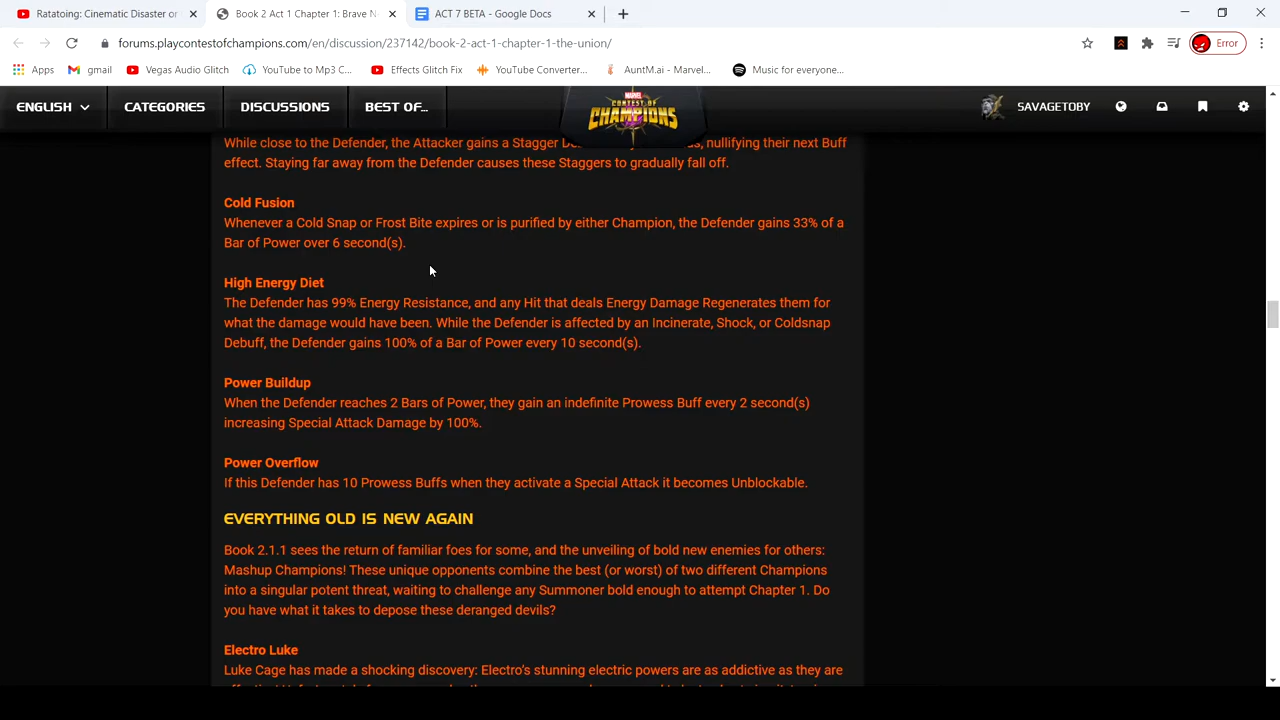 Ratatoing: Cinematic Disaster or
Book 2 Act 1 Chapter 1: Brave N
ACT 7 BETA - Google Docs
forums.playcontestofchampions.com/en/discussion/237142/book-2-act-1-chapter-1-the-union/
Error
Apps
gmail
Vegas Audio Glitch
YouTube to Mp3 C...
Effects Glitch Fix
YouTube Converter...
AuntM.ai - Marvel...
Music for everyone...
ENGLISH
CATEGORIES
DISCUSSIONS
BEST OF...
MARVEL
CONTEST OF
CHAMPIONS
SAVAGETOBY
While close to the Defender, the Attacker gains a Stagger nullifying their next Buff
effect. Staying far away from the Defender causes these Staggers to gradually fall off.
Cold Fusion
Whenever a Cold Snap or Frost Bite expires or is purified by either Champion, the Defender gains 33% of a
Bar of Power over 6 second(s).
High Energy Diet
The Defender has 99% Energy Resistance, and any Hit that deals Energy Damage Regenerates them for
what the damage would have been. While the Defender is affected by an Incinerate, Shock, or Coldsnap
Debuff, the Defender gains 100% of a Bar of Power every 10 second(s).
Power Buildup
When the Defender reaches 2 Bars of Power, they gain an indefinite Prowess Buff every 2 second(s)
increasing Special Attack Damage by 100%.
Power Overflow
If this Defender has 10 Prowess Buffs when they activate a Special Attack it becomes Unblockable.
EVERYTHING OLD IS NEW AGAIN
Book 2.1.1 sees the return of familiar foes for some, and the unveiling of bold new enemies for others:
Mashup Champions! These unique opponents combine the best (or worst) of two different Champions
into a singular potent threat, waiting to challenge any Summoner bold enough to attempt Chapter 1. Do
you have what it takes to depose these deranged devils?
Electro Luke
Luke Cage has made a shocking discovery: Electro's stunning electric powers are as addictive as they are